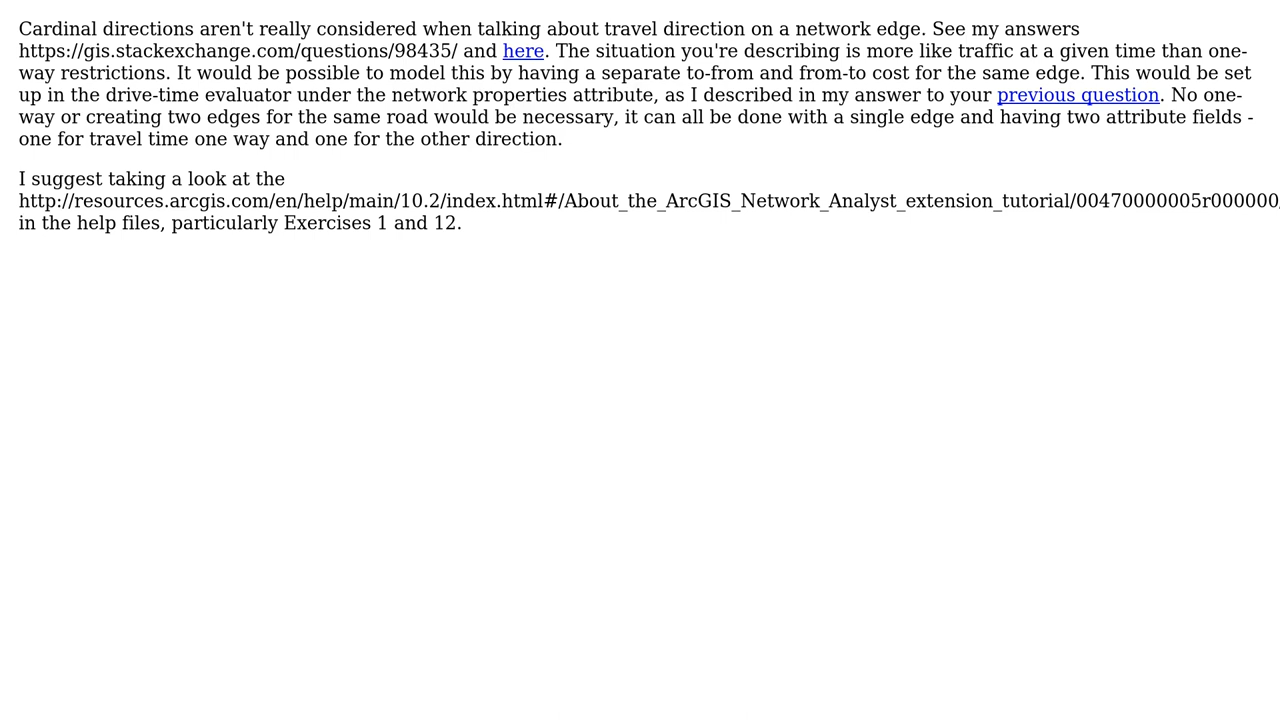 Cardinal directions aren't really considered when talking about travel direction on a network edge. See my answers
https://gis.stackexchange.com/questions/98435/ and here. The situation you're describing is more like traffic at a given time than one-
way restrictions. It would be possible to model this by having a separate to-from and from-to cost for the same edge. This would be set
up in the drive-time evaluator under the network properties attribute, as I described in my answer to your previous question. No one-
way or creating two edges for the same road would be necessary, it can all be done with a single edge and having two attribute fields -
one for travel time one way and one for the other direction.
I suggest taking a look at the
http://resources.arcgis.com/en/help/main/10.2/index.html#/About_the_ArcGIS_Network_Analyst_extension_tutorial/00470000005r000000
in the help files, particularly Exercises 1 and 12.